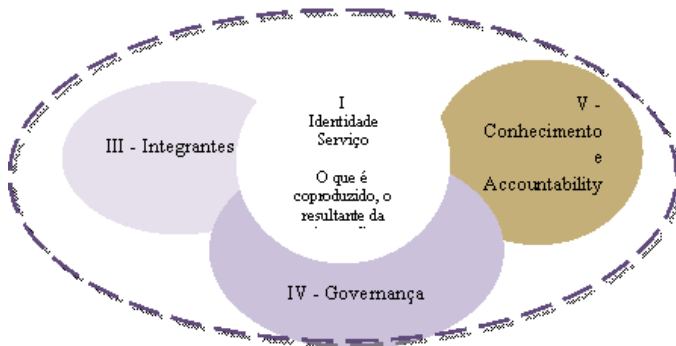 I
Identidade
Serviço
O que é
coproduzido, o
resultante da
III - Integrantes
V -
Conhecimento
e
Accountability
IV - Governança